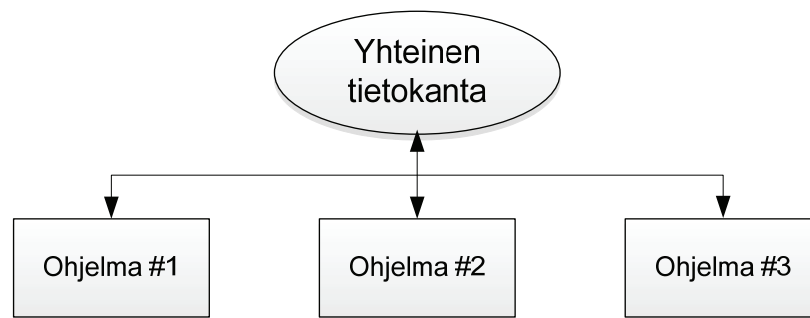 Yhteinen
tietokanta
Ohjelma #1
Ohjelma #2
Ohjelma #3